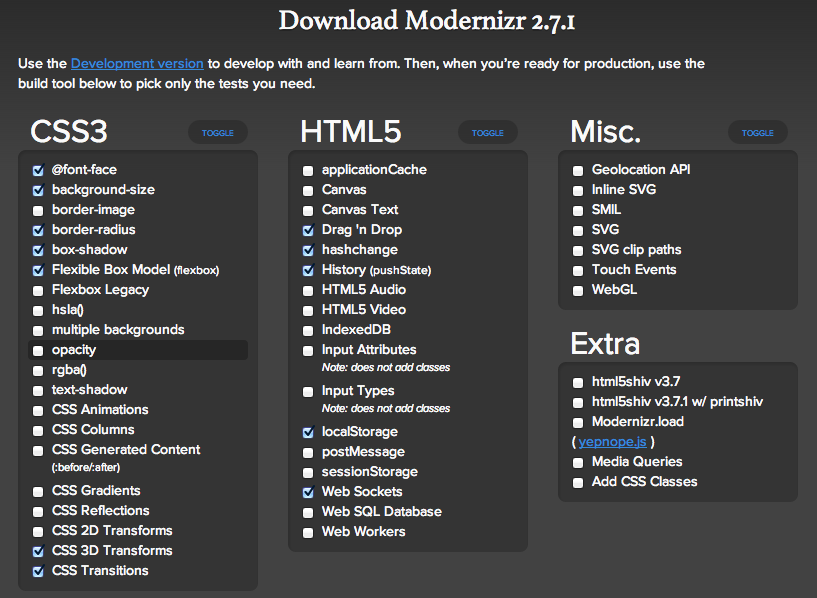 Download Modernizr 2.7.1
Use the Development version to develop with and learn from. Then, when you're ready for production, use the
build tool below to pick only the tests you need.
CSS3
TOGGLE
@font-face
background-size
border-image
border-radius
box-shadow
Flexible Box Model (flexbox)
Flexbox Legacy
hsla()
multiple backgrounds
opacity
rgba()
text-shadow
CSS Animations
CSS Columns
CSS Generated Content
(:before/:after)
CSS Gradients
CSS Reflections
CSS 2D Transforms
CSS 3D Transforms
CSS Transitions
HTML5
TOGGLE
applicationCache
Canvas
Canvas Text
Drag 'n Drop
hashchange
History (pushState)
HTML5 Audio
HTML5 Video
IndexedDB
Input Attributes
Note: does not add classes
Input Types
Note: does not add classes
localStorage
postMessage
sessionStorage
Web Sockets
Web SQL Database
Web Workers
Misc.
TOGGLE
Geolocation API
Inline SVG
SMIL
SVG
SVG clip paths
Touch Events
WebGL
Extra
html5shiv v3.7
html5shiv v3.7.1 w/ printshiv
Modernizr.load
( yepnope.js )
Media Queries
Add CSS Classes